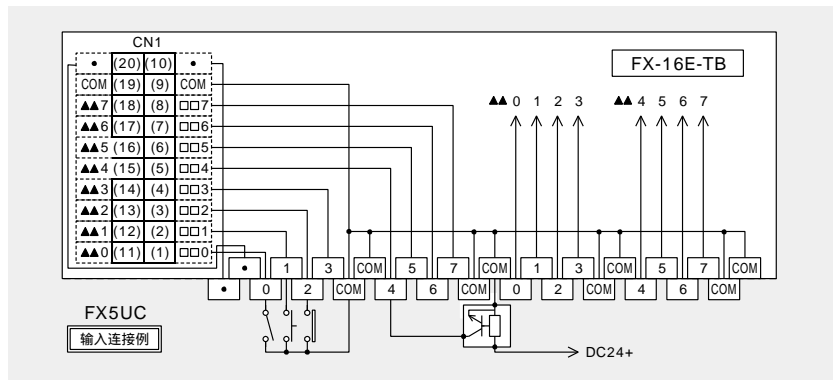 CN1
• (20) (10) •
COM (19) (9) COM
▲▲7 (18) (8) □□7
▲▲6 (17) (7) □□6
▲▲5 (16) (6) □□5
▲▲4 (15) (5) □□4
▲▲3 (14) (4) □□3
▲▲2 (13) (3) □□2
▲▲1 (12) (2) □□1
▲▲0 (11) (1) □□0
FX-16E-TB
▲▲ 0 1 2 3 ▲▲ 4 5 6 7
• 1 3 COM 5 7 COM 1 3 COM 5 7 COM
• 0 2 COM 4 6 COM 0 2 COM 4 6 COM
FX5UC
输入连接例
DC24+